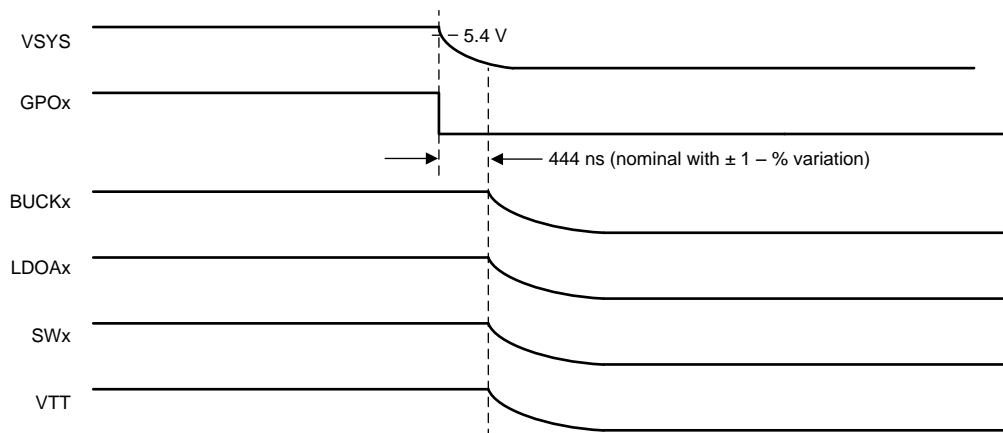 VSYS
5.4 V
GPOx
444 ns (nominal with ± 1 – % variation)
BUCKx
LDOAx
SWx
VTT